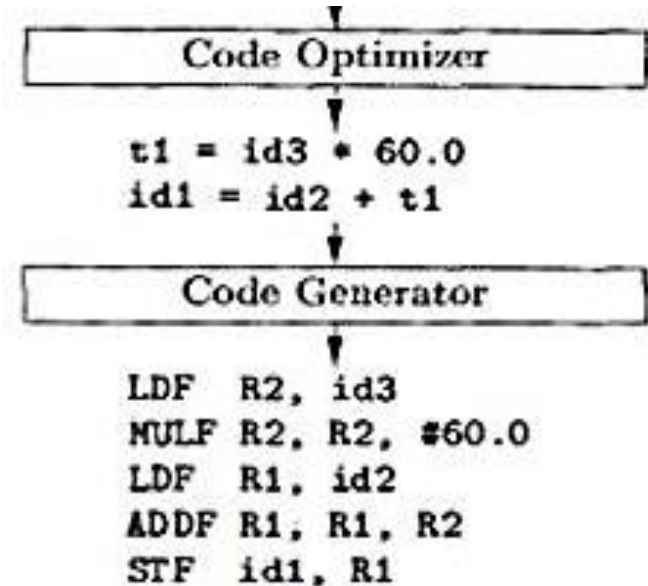 Code Optimizer
t1 = id3 * 60.0
id1 = id2 + t1
Code Generator
LDF R2, id3
MULF R2, R2, #60.0
LDF R1, id2
ADDF R1, R1, R2
STF id1, R1